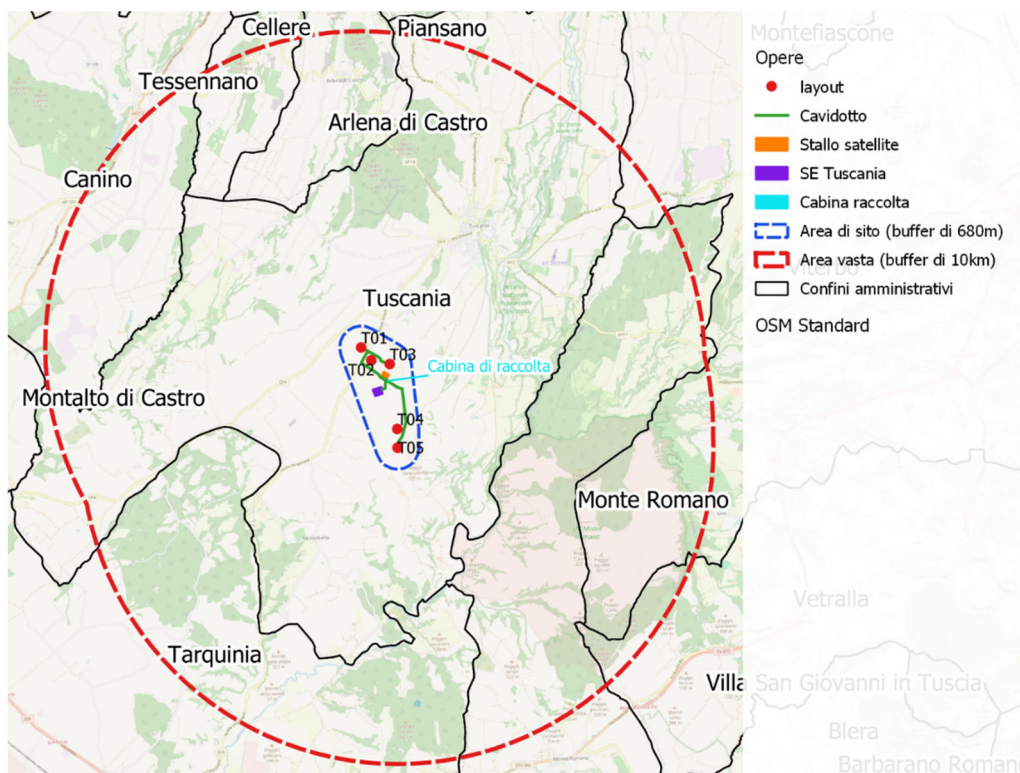 Cellere
Piansano
Montefiascone
Tessennano
Arlena di Castro
Canino
Tuscania
T01
T03
T02
Cabina di raccolta
Montalto di Castro
T04
T05
Monte Romano
Tarquinia
Villa San Giovanni in Tuscia
Vetralla
Blera
Barbarano Romano
Viterbo
Opere
layout
Cavidotto
Stallo satellite
SE Tuscania
Cabina raccolta
Area di sito (buffer di 680m)
Area vasta (buffer di 10km)
Confini amministrativi
OSM Standard